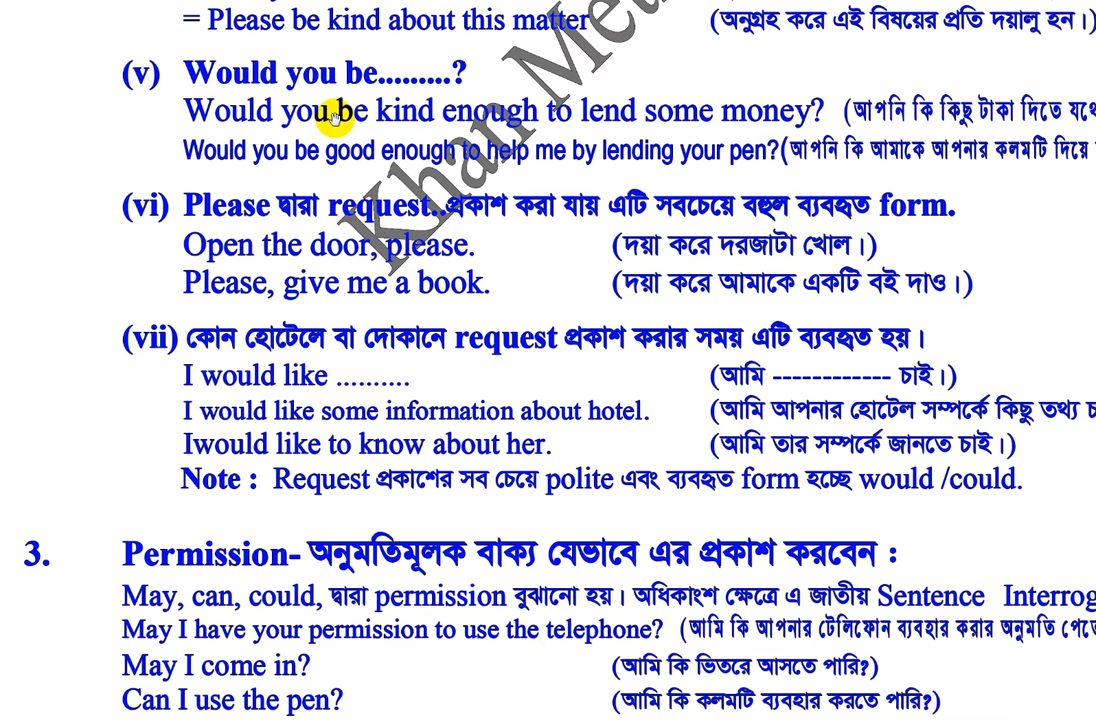 = Please be kind about this matter (অনুগ্রহ করে এই বিষয়ের প্রতি দয়ালু হন।)
(v) Would you be.........?
Would you be kind enough to lend some money? (আপনি কি কিছু টাকা দিতে
Would you be good enough to help me by lending your pen?(আপনি কি আমাকে আপনার কলমটি দিয়ে
(vi) Please দ্বারা request..প্রকাশ করা যায় এটি সবচেয়ে বহুল ব্যবহৃত form.
Open the door, please. (দয়া করে দরজাটা খোল।)
Please, give me a book. (দয়া করে আমাকে একটি বই দাও।)
(vii) কোন হোটেলে বা দোকানে request প্রকাশ করার সময় এটি ব্যবহৃত হয়।
I would like .......... (আমি ------------ চাই।)
I would like some information about hotel. (আমি আপনার হোটেল সম্পর্কে কিছু তথ্য চ
Iwould like to know about her. (আমি তার সম্পর্কে জানতে চাই।)
Note : Request প্রকাশের সব চেয়ে polite এবং ব্যবহৃত form হচ্ছে would /could.
3. Permission- অনুমতিমূলক বাক্য যেভাবে এর প্রকাশ করবেন :
May, can, could, দ্বারা permission বুঝানো হয়। অধিকাংশ ক্ষেত্রে এ জাতীয় Sentence Interrog
May I have your permission to use the telephone? (আমি কি আপনার টেলিফোন ব্যবহার করার অনুমতি পেতে
May I come in? (আমি কি ভিতরে আসতে পারি?)
Can I use the pen? (আমি কি কলমটি ব্যবহার করতে পারি?)
Khan Me